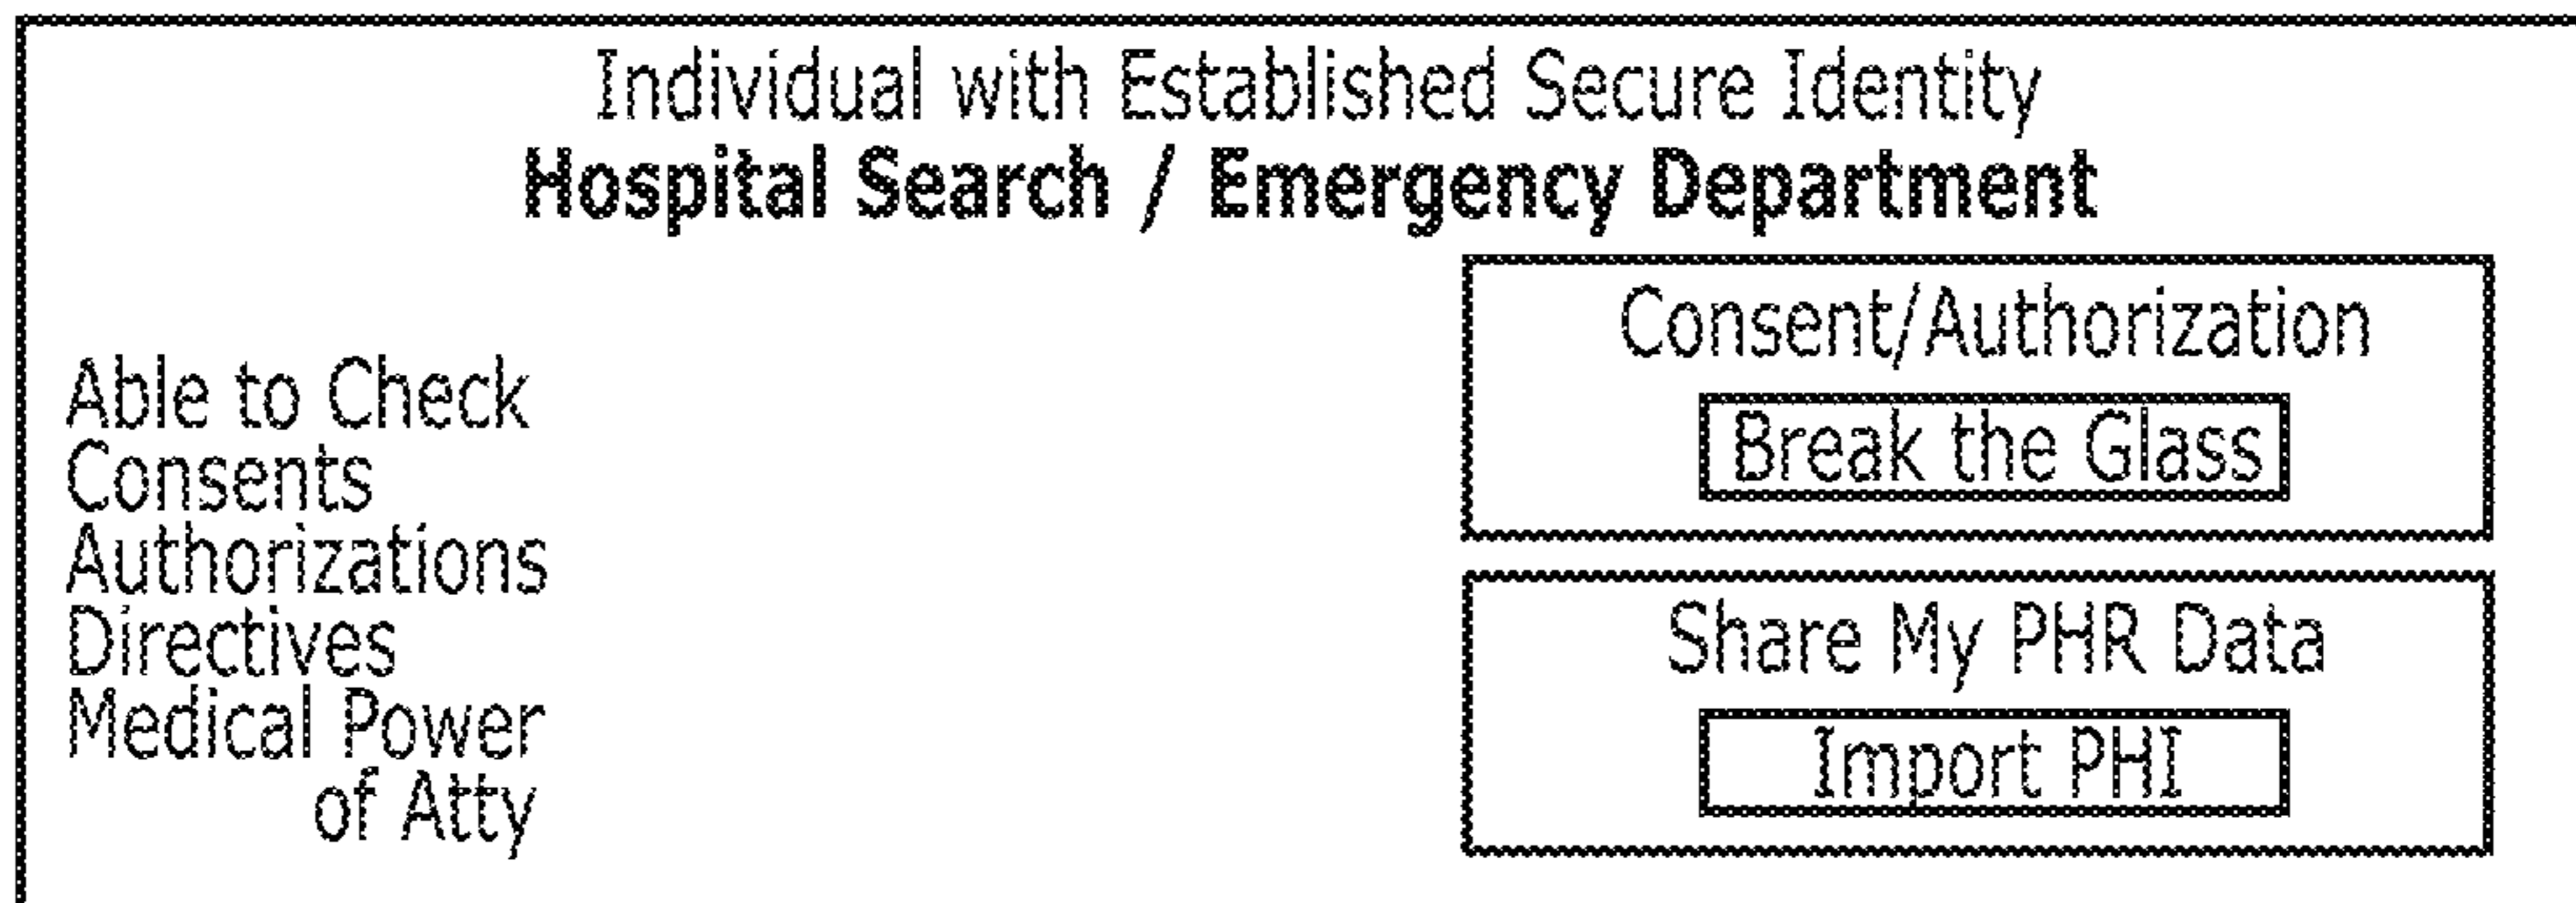 Individual with Established Secure Identity
Hospital Search / Emergency Department
Able to Check
Consents
Authorizations
Directives
Medical Power
of Atty
Consent/Authorization
Break the Glass
Share My PHR Data
Import PHI